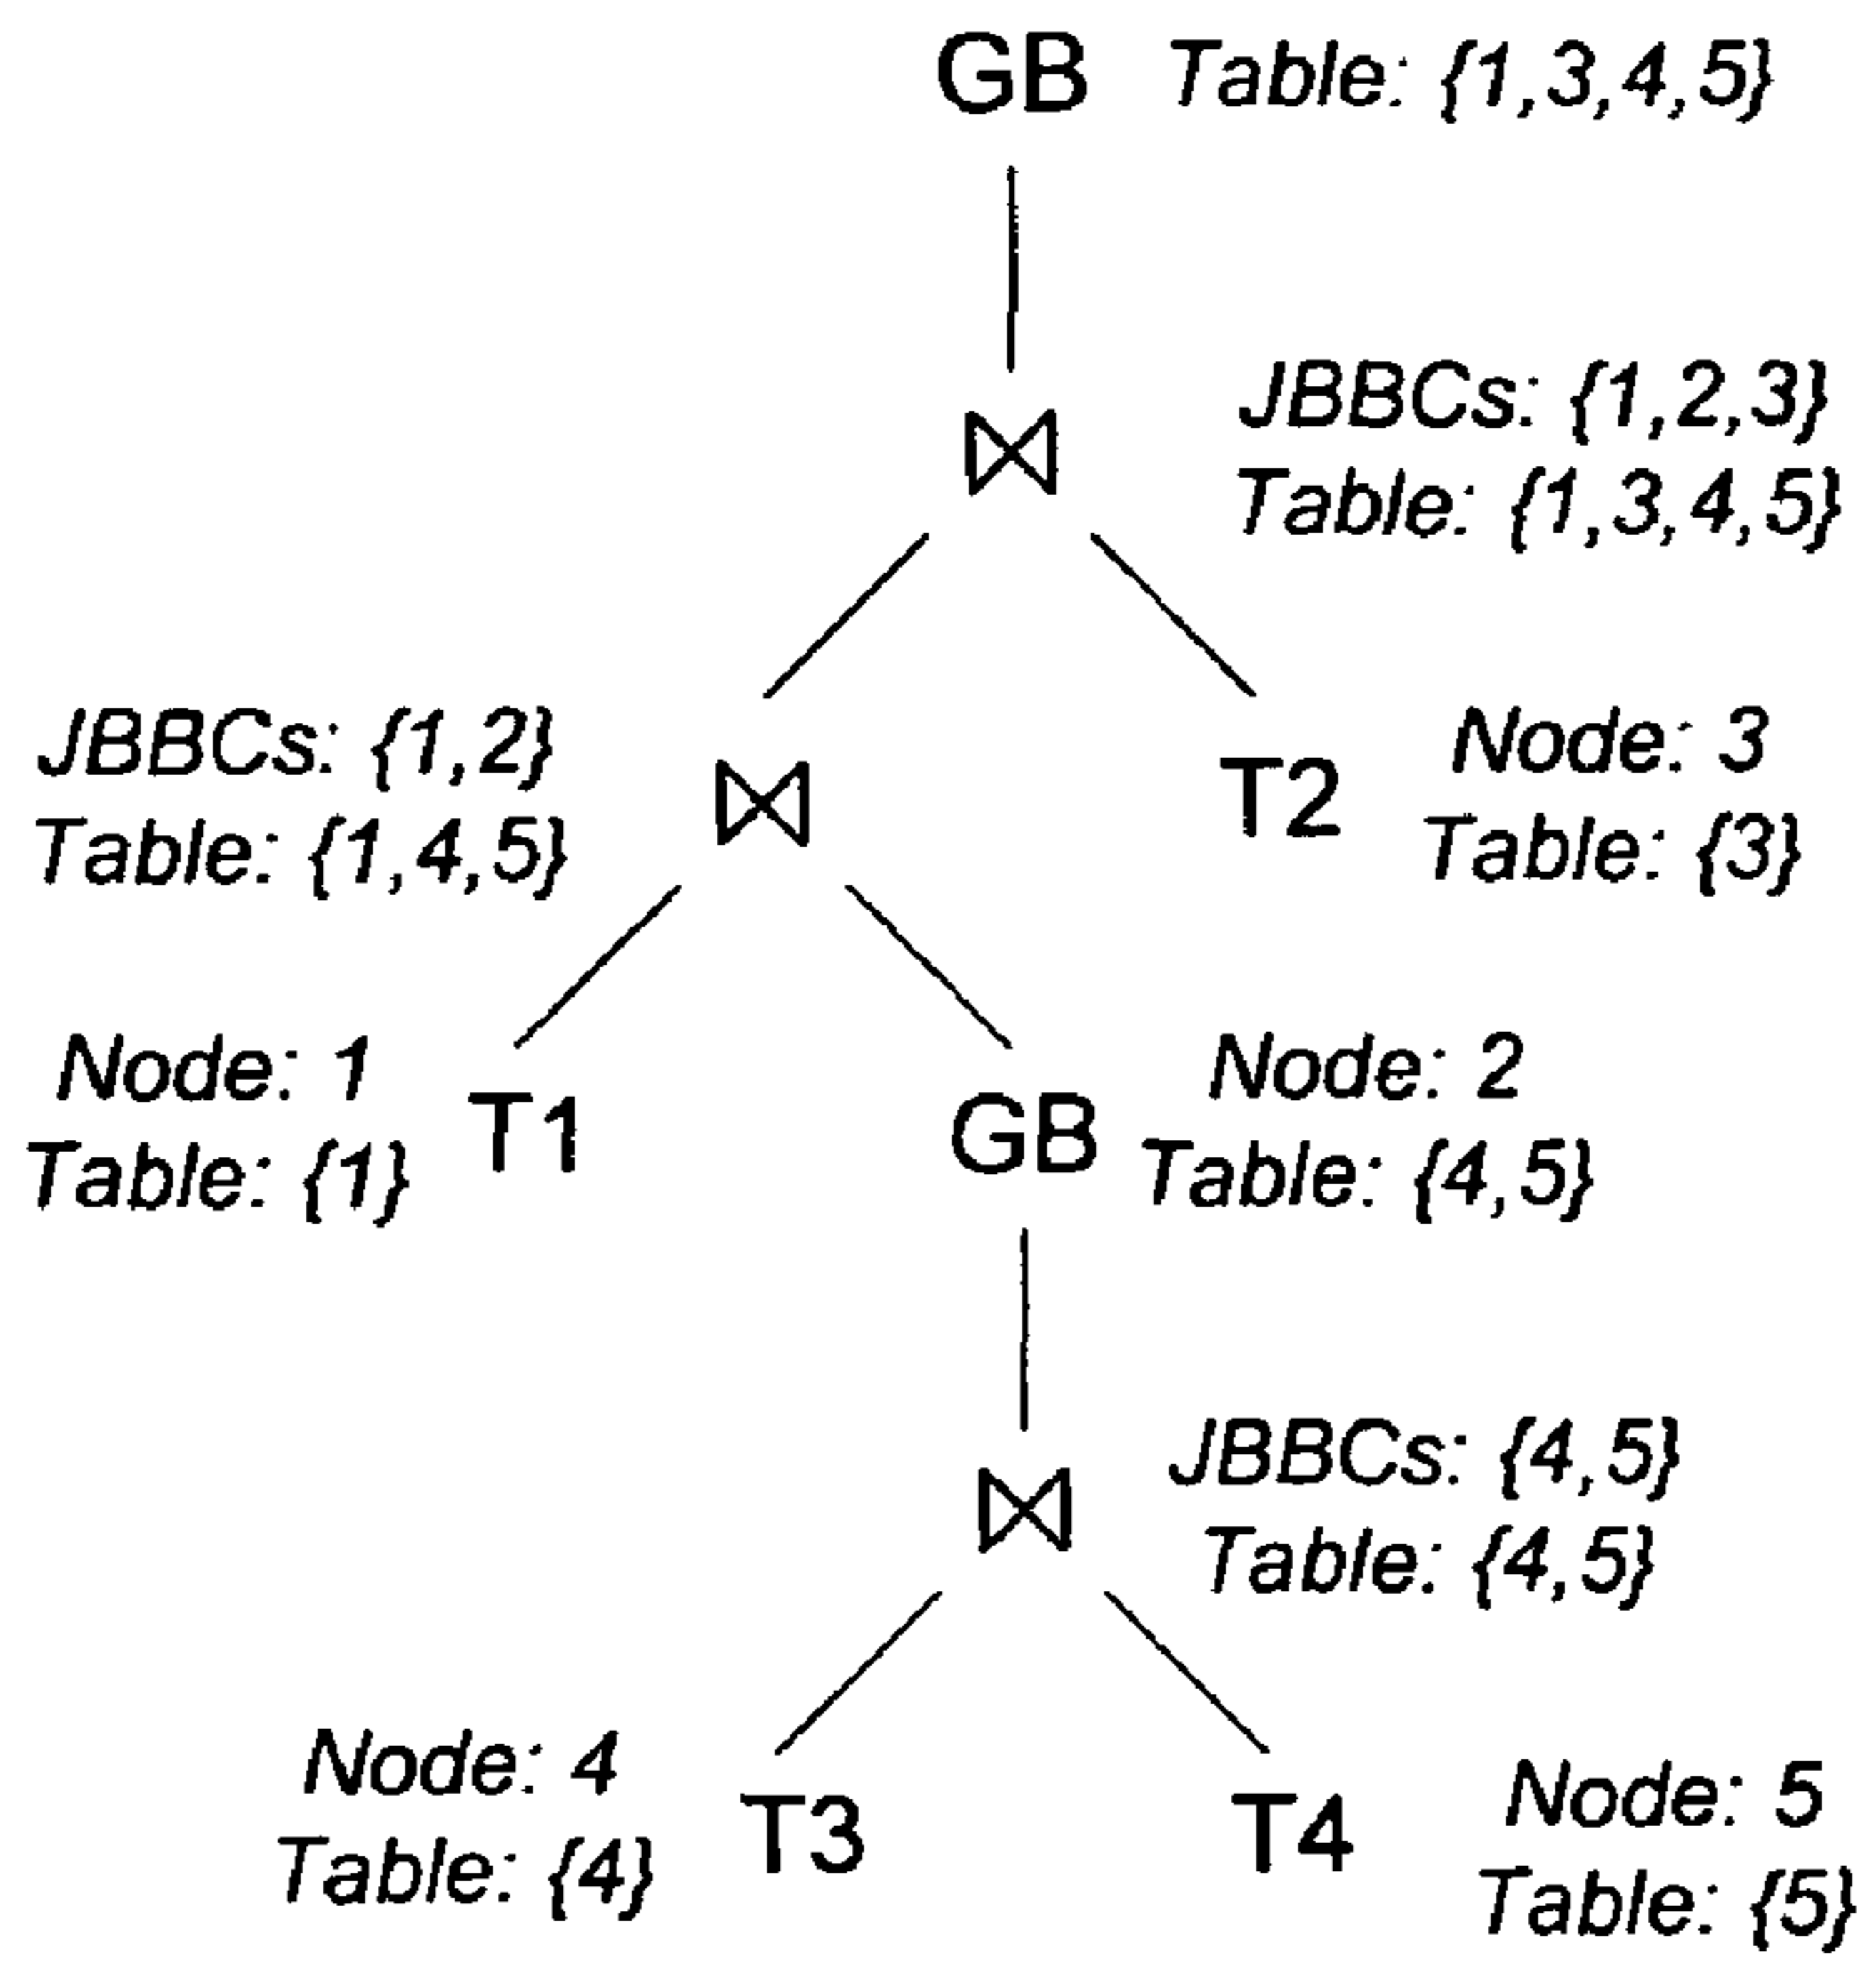 GB Table: {1,3,4,5}
JBBCs: {1,2,3}
Table: {1,3,4,5}
JBBCs: {1,2}
Table: {1,4,5}
T2
Node: 3
Table: {3}
Node: 1
Table: {1}
T1
GB
Node: 2
Table: {4,5}
JBBCs: {4,5}
Table: {4,5}
Node: 4
Table: {4}
T3
T4
Node: 5
Table: {5}